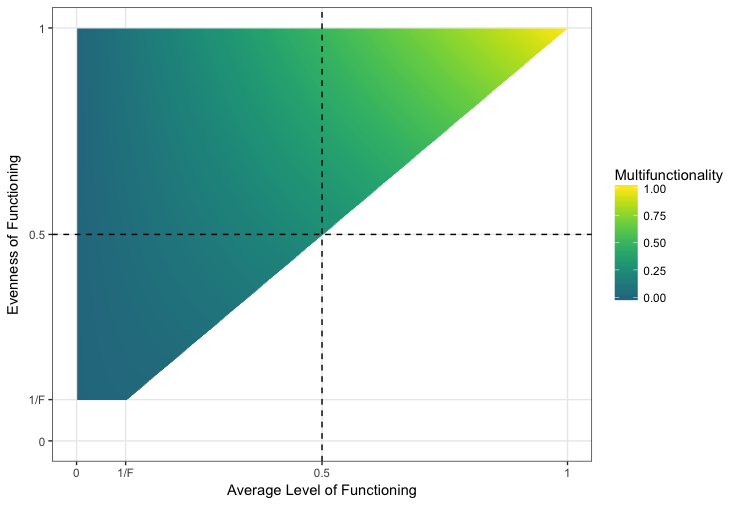 1
0.5
1/F
0
Evenness of Functioning
0
1/F
0.5
1
Average Level of Functioning
Multifunctionality
1.00
0.75
0.50
0.25
0.00